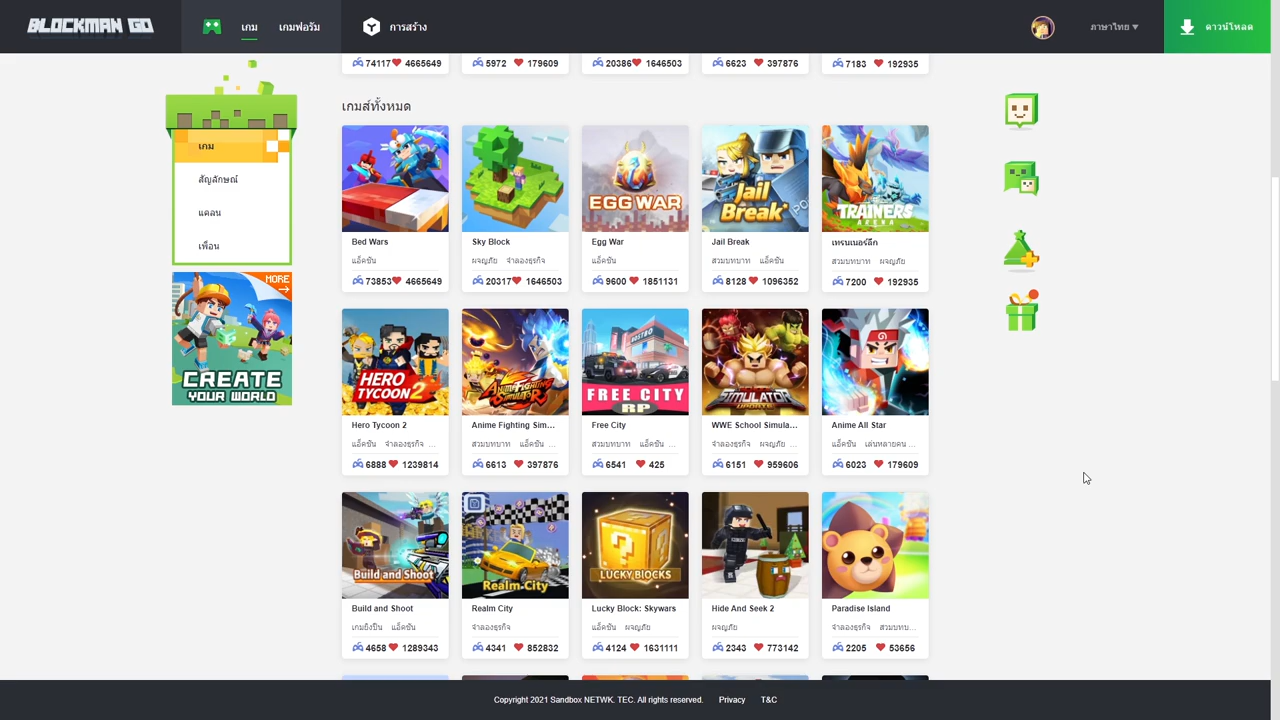 BLOCKMAN GO
เกม
เกมฟอรัม
การสร้าง
ภาษาไทย ▼
ดาวน์โหลด
74117 4665649
5972 179609
20386 1646503
6623 397876
7183 192935
เกม
สัญลักษณ์
แคลน
เพื่อน
MORE
CREATE
YOUR WORLD
เกมส์ทั้งหมด
Bed Wars
แอ็คชัน
73853 4665649
Sky Block
ผจญภัย จำลองธุรกิจ
20317 1646503
EGG WAR
Egg War
แอ็คชัน
9600 1851131
Jail
Break
Jail Break
สวมบทบาท แอ็คชัน
8128 1096352
TRAINERS
ARENA
เทรนเนอร์ลีก
สวมบทบาท ผจญภัย
7200 192935
HERO
TYCOON 2
Hero Tycoon 2
แอ็คชัน จำลองธุรกิจ ...
6888 1239814
ANIME FIGHTING
SIMULATOR
Anime Fighting Sim...
สวมบทบาท แอ็คชัน ...
6613 397876
FREE CITY
RP
Free City
สวมบทบาท แอ็คชัน ...
6541 425
SIMULATOR
UPDATE
WWE School Simula...
จำลองธุรกิจ ผจญภัย ...
6151 959606
Anime All Star
แอ็คชัน เล่นหลายคน ...
6023 179609
Build and Shoot
Build and Shoot
เกมยิงปืน แอ็คชัน
4658 1289343
Realm City
Realm City
จำลองธุรกิจ
4341 852832
LUCKY BLOCKS
Lucky Block: Skywars
แอ็คชัน ผจญภัย
4124 1631111
Hide And Seek 2
ผจญภัย
2343 773142
Paradise Island
จำลองธุรกิจ สวมบทบ...
2205 53656
Copyright 2021 Sandbox NETWK. TEC. All rights reserved. Privacy T&C